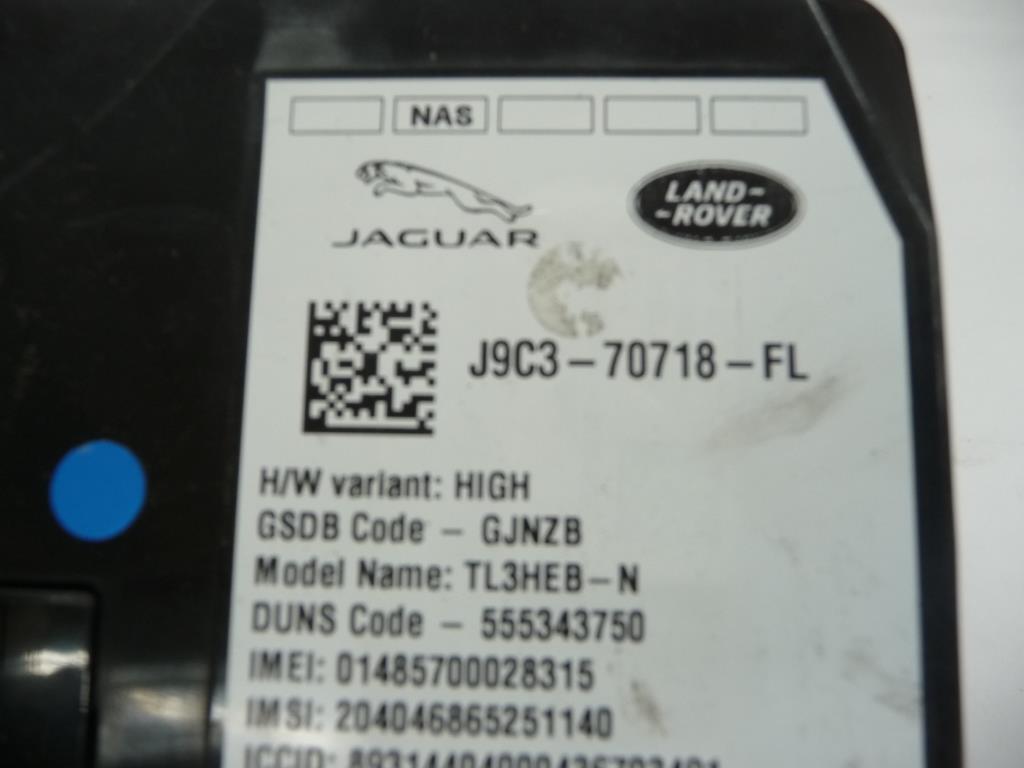 NAS
JAGUAR
LAND-
-ROVER
J9C3-70718-FL
H/W variant: HIGH
GSDB Code - GJNZB
Model Name: TL3HEB-N
DUNS Code - 555343750
IMEI: 01485700028315
IMSI: 204046865251140
ICCID: